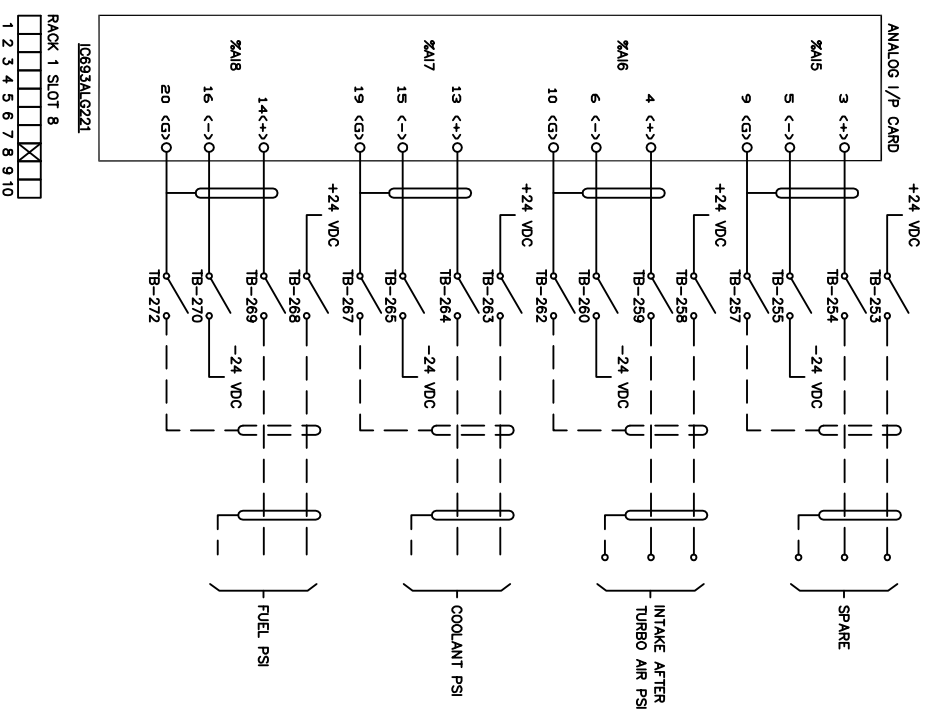 ANALOG I/P CARD
%AI5
3 <+>
5 <->
9 <G>
+24 VDC
TB-253
TB-254
TB-255
TB-257
-24 VDC
SPARE
%AI6
4 <+>
6 <->
10 <G>
+24 VDC
TB-258
TB-259
TB-260
TB-262
-24 VDC
INTAKE AFTER
TURBO AIR PSI
%AI7
13 <+>
15 <->
19 <G>
+24 VDC
TB-263
TB-264
TB-265
TB-267
-24 VDC
COOLANT PSI
%AI8
14<+>
16 <->
20 <G>
+24 VDC
TB-268
TB-269
TB-270
TB-272
-24 VDC
FUEL PSI
IC693ALG221
RACK 1 SLOT 8
1 2 3 4 5 6 7 8 9 10